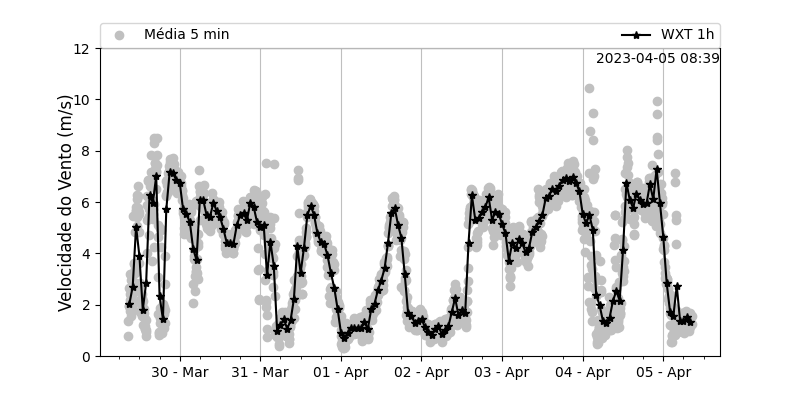 Média 5 min
WXT 1h
2023-04-05 08:39
Velocidade do Vento (m/s)
12
10
8
6
4
2
0
30 - Mar
31 - Mar
01 - Apr
02 - Apr
03 - Apr
04 - Apr
05 - Apr